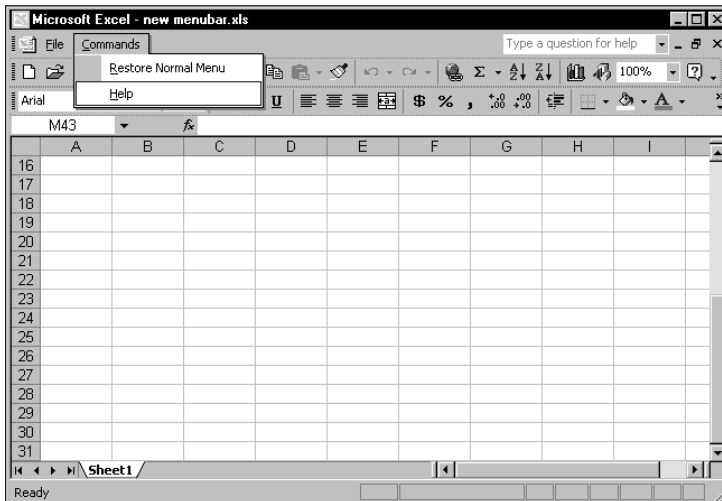 Microsoft Excel - new menubar.xls
File Commands Type a question for help
Restore Normal Menu
Help
Σ 100%
Arial U $ % ,
M43 fx
A B C D E F G H I
16
17
18
19
20
21
22
23
24
25
26
27
28
29
30
31
Sheet1
Ready